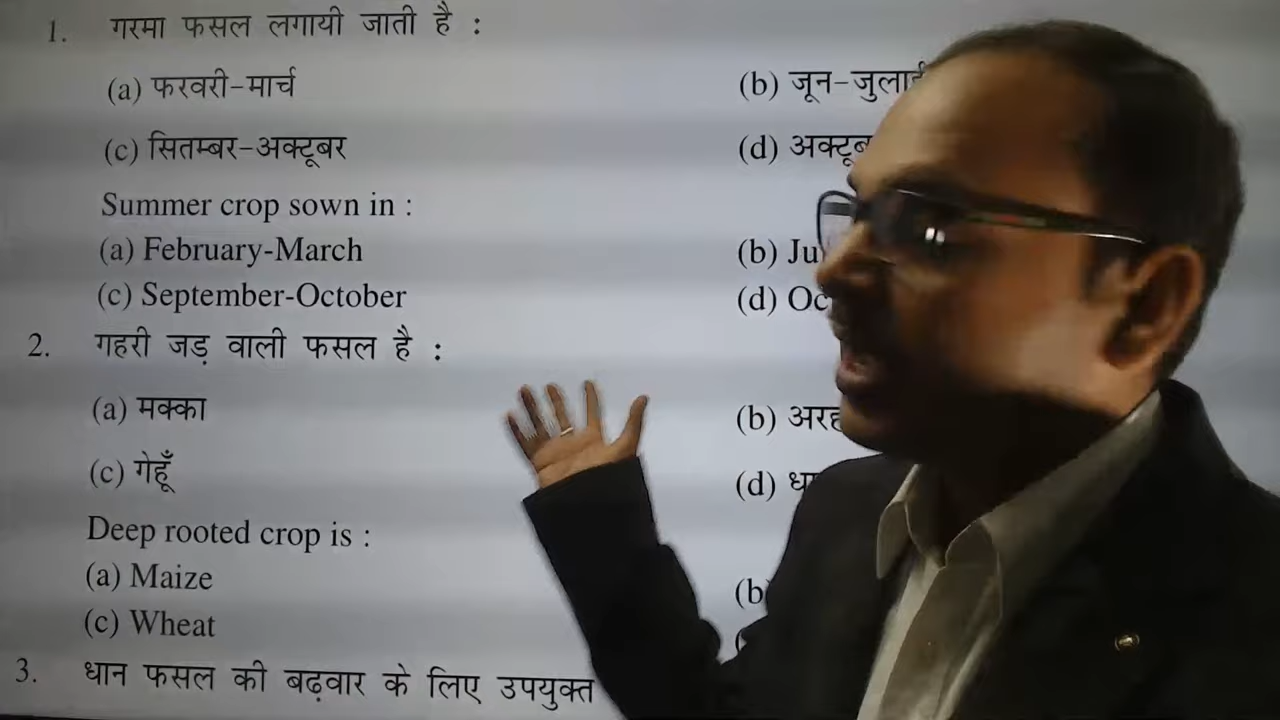 1. गरमा फसल लगायी जाती है :
(a) फरवरी-मार्च (b) जून-जुलाई
(c) सितम्बर-अक्टूबर (d)
Summer crop sown in :
(a) February-March (b)
(c) September-October (d)
2. गहरी जड़ वाली फसल है :
(a) मक्का (b)
(c) गेहूँ (d)
Deep rooted crop is :
(a) Maize (b)
(c) Wheat
3. धान फसल की बढ़वार के लिए उपयुक्त